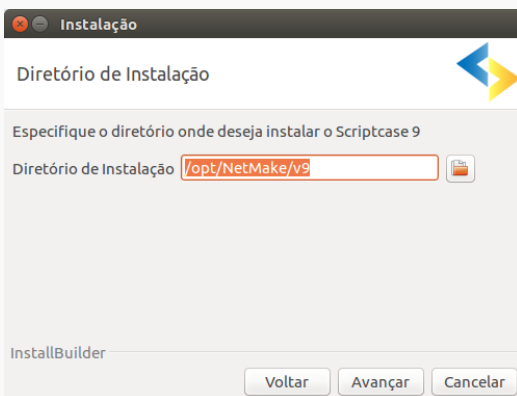 Instalação
Diretório de Instalação
Especifique o diretório onde deseja instalar o Scriptcase 9
Diretório de Instalação /opt/NetMake/v9
InstallBuilder
Voltar Avançar Cancelar